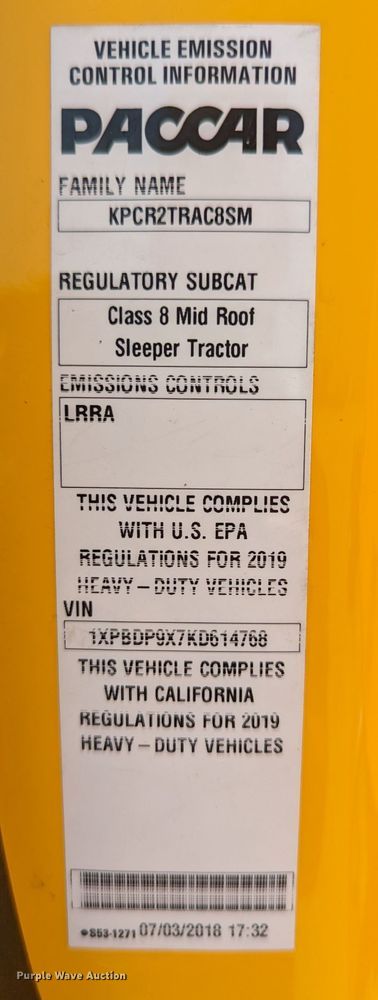 VEHICLE EMISSION
CONTROL INFORMATION
PACCAR
FAMILY NAME
KPCR2TRAC8SM
REGULATORY SUBCAT
Class 8 Mid Roof
Sleeper Tractor
EMISSIONS CONTROLS
LRRA
THIS VEHICLE COMPLIES
WITH U.S. EPA
REGULATIONS FOR 2019
HEAVY – DUTY VEHICLES
VIN
1XPBDP9X7KD614768
THIS VEHICLE COMPLIES
WITH CALIFORNIA
REGULATIONS FOR 2019
HEAVY – DUTY VEHICLES
*S53-1271 07/03/2018 17:32
Purple Wave Auction